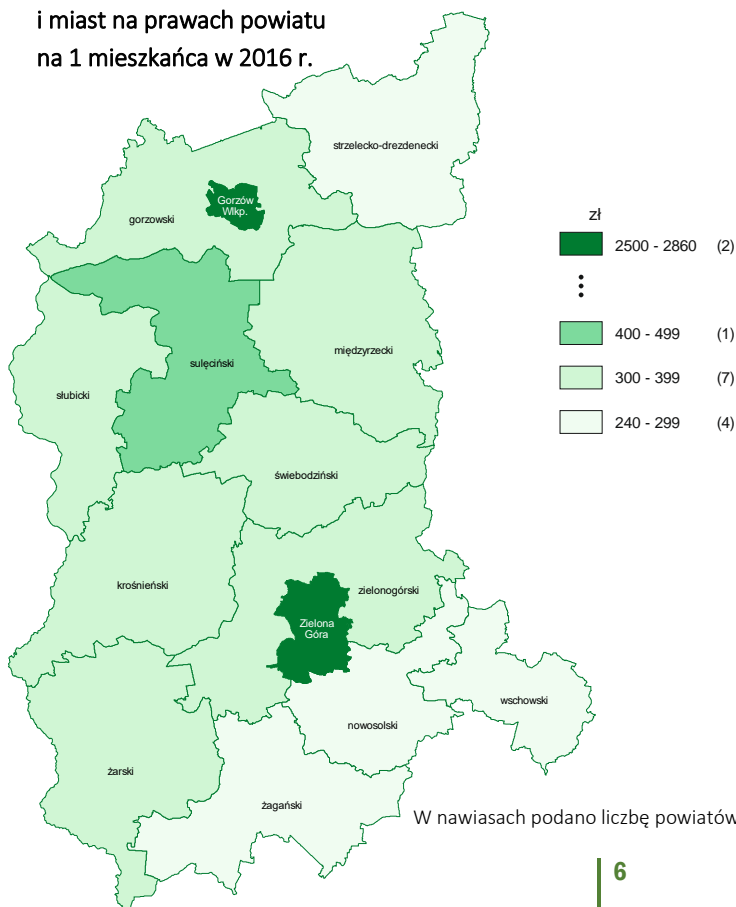 i miast na prawach powiatu
na 1 mieszkańca w 2016 r.
strzelecko-drezdenecki
Gorzów
Wlkp.
gorzowski
zł
2500 - 2860 (2)
400 - 499 (1)
300 - 399 (7)
240 - 299 (4)
międzyrzecki
sulęciński
słubicki
świebodziński
krośnieński
zielonogórski
Zielona
Góra
wschowski
nowosolski
żarski
żagański
W nawiasach podano liczbę powiatów
6